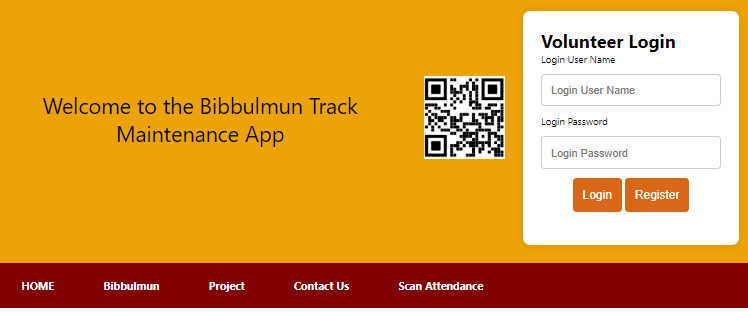 Welcome to the Bibbulmun Track
Maintenance App
Volunteer Login
Login User Name
Login User Name
Login Password
Login Password
Login Register
HOME Bibbulmun Project Contact Us Scan Attendance